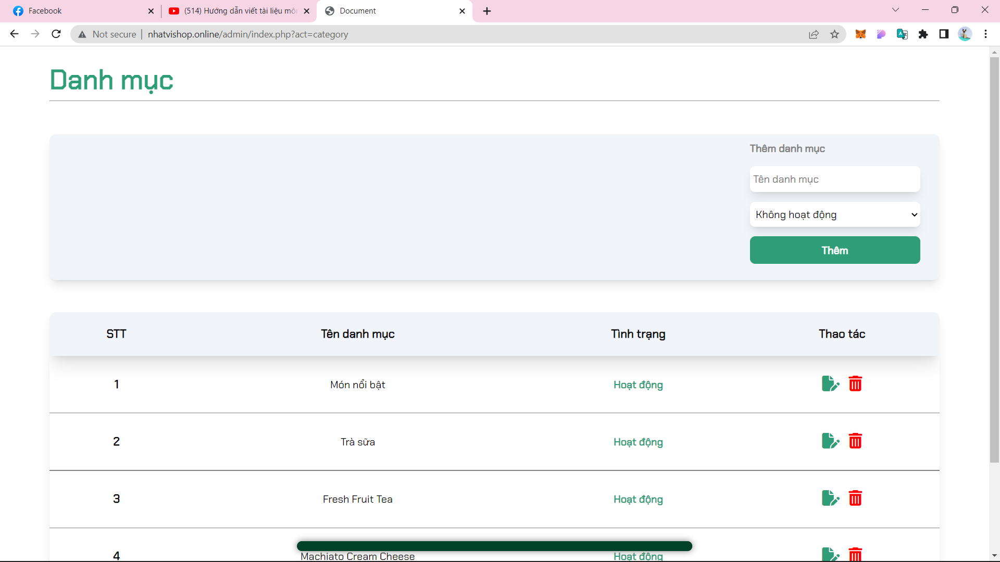 Facebook
(514) Hướng dẫn viết tài liệu môn
Document
Not secure
nhatvishop.online/admin/index.php?act=category
Danh mục
Thêm danh mục
Tên danh mục
Không hoạt động
Thêm
STT Tên danh mục Tình trạng Thao tác
1 Món nổi bật Hoạt động
2 Trà sữa Hoạt động
3 Fresh Fruit Tea Hoạt động
4 Machiato Cream Cheese Hoạt động